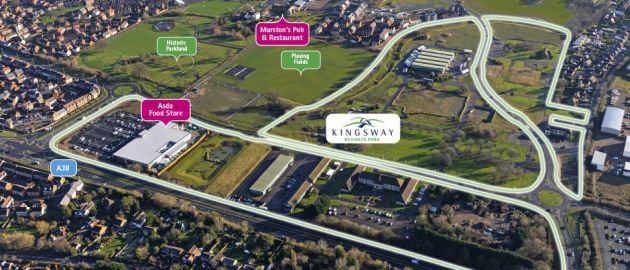 Marston's Pub
& Restaurant
Historic
Parkland
Playing
Fields
Asda
Food Store
KINGSWAY
BUSINESS PARK
A38